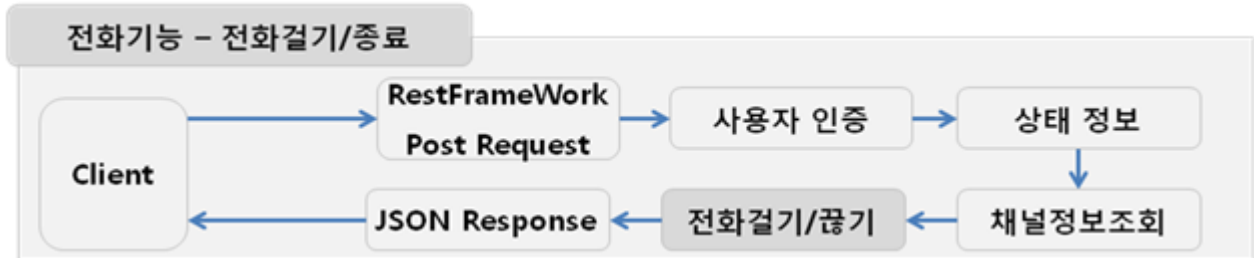 전화기능 – 전화걸기/종료
Client
RestFrameWork
Post Request
사용자 인증
상태 정보
채널정보조회
전화걸기/끊기
JSON Response